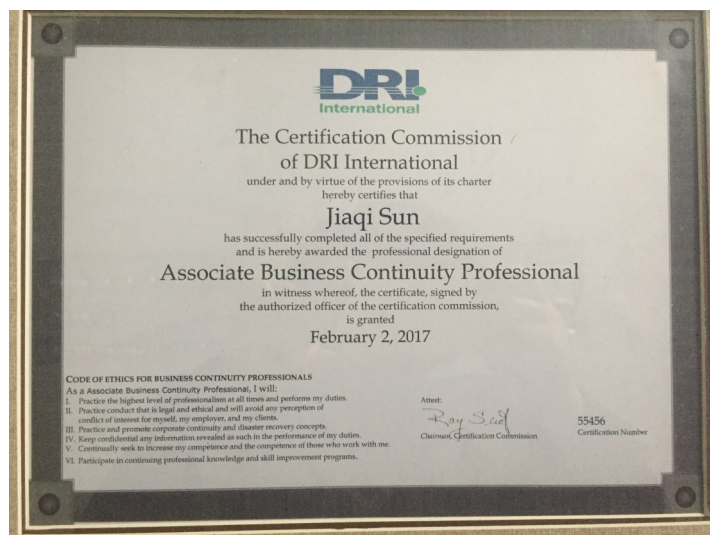 DRI
International
The Certification Commission
of DRI International
under and by virtue of the provisions of its charter
hereby certifies that
Jiaqi Sun
has successfully completed all of the specified requirements
and is hereby awarded the professional designation of
Associate Business Continuity Professional
in witness whereof, the certificate, signed by
the authorized officer of the certification commission,
is granted
February 2, 2017
CODE OF ETHICS FOR BUSINESS CONTINUITY PROFESSIONALS
As a Associate Business Continuity Professional, I will:
I. Practice the highest level of professionalism at all times and performs my duties.
II. Practice conduct that is legal and ethical and will avoid any perception of
conflict of interest for myself, my employer, and my clients.
III. Practice and promote corporate continuity and disaster recovery concepts.
IV. Keep confidential any information revealed as such in the performance of my duties.
V. Continually seek to increase my competence and the competence of those who work with me.
VI. Participate in continuing professional knowledge and skill improvement programs.
Attest:
Ray
Chairman, Certification Commission
55456
Certification Number